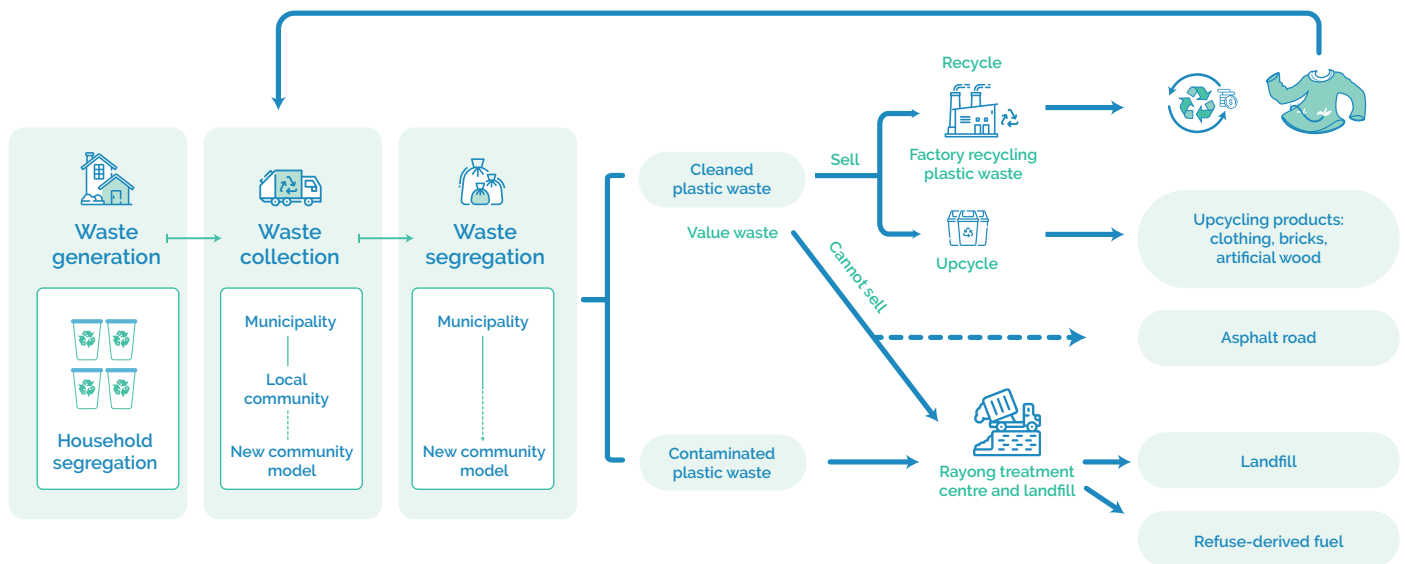 Waste
generation
Household
segregation
Waste
collection
Municipality
Local
community
New community
model
Waste
segregation
Municipality
New community
model
Cleaned
plastic waste
Value waste
Contaminated
plastic waste
Sell
Cannot sell
Recycle
Factory recycling
plastic waste
Upcycle
Rayong treatment
centre and landfill
Upcycling products:
clothing, bricks,
artificial wood
Asphalt road
Landfill
Refuse-derived fuel